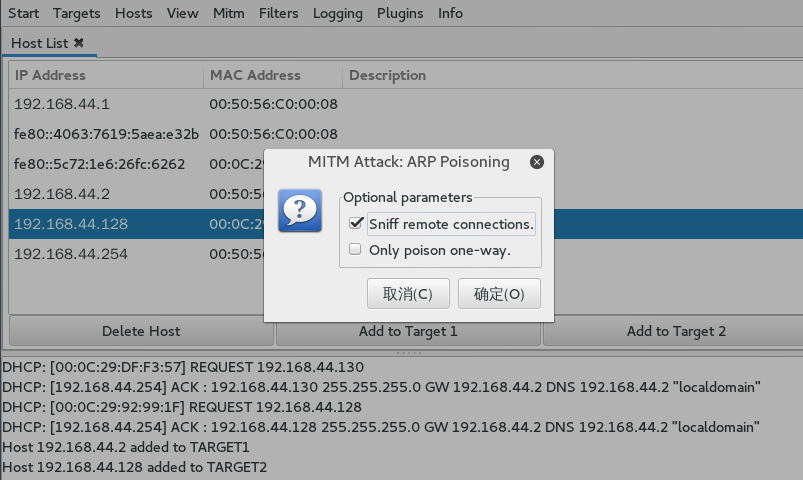 Start Targets Hosts View Mitm Filters Logging Plugins Info
Host List ✖
IP Address MAC Address Description
192.168.44.1 00:50:56:C0:00:08
fe80::4063:7619:5aea:e32b 00:50:56:C0:00:08
fe80::5c72:1e6:26fc:6262 00:0C:29
192.168.44.2 00:50:56
192.168.44.128 00:0C:29
192.168.44.254 00:50:56
MITM Attack: ARP Poisoning
Optional parameters
Sniff remote connections.
Only poison one-way.
取消(C) 确定(O)
Delete Host Add to Target 1 Add to Target 2
DHCP: [00:0C:29:DF:F3:57] REQUEST 192.168.44.130
DHCP: [192.168.44.254] ACK : 192.168.44.130 255.255.255.0 GW 192.168.44.2 DNS 192.168.44.2 "localdomain"
DHCP: [00:0C:29:92:99:1F] REQUEST 192.168.44.128
DHCP: [192.168.44.254] ACK : 192.168.44.128 255.255.255.0 GW 192.168.44.2 DNS 192.168.44.2 "localdomain"
Host 192.168.44.2 added to TARGET1
Host 192.168.44.128 added to TARGET2